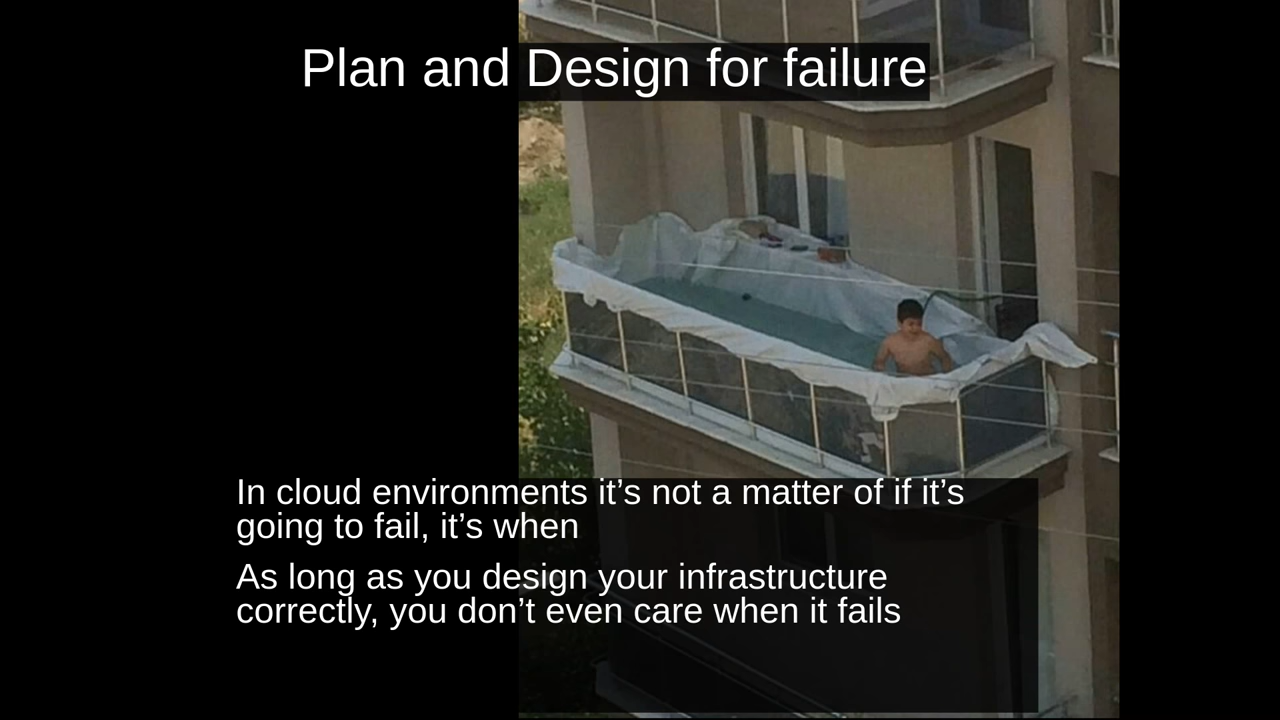 Plan and Design for failure
In cloud environments it’s not a matter of if it’s
going to fail, it’s when
As long as you design your infrastructure
correctly, you don’t even care when it fails